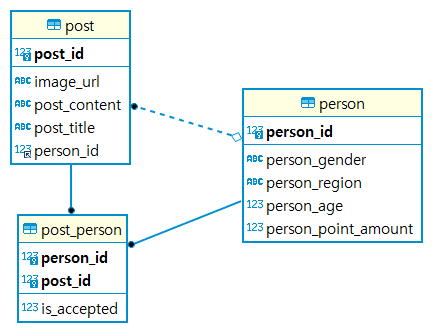 post
123 post_id
ABC image_url
ABC post_content
ABC post_title
123 person_id
person
123 person_id
ABC person_gender
ABC person_region
123 person_age
123 person_point_amount
post_person
123 person_id
123 post_id
123 is_accepted